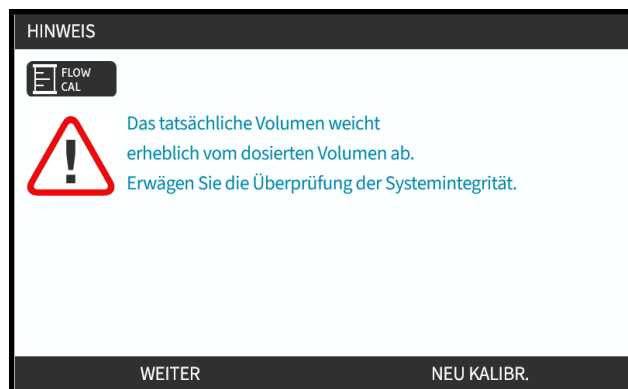 HINWEIS
FLOW
CAL
Das tatsächliche Volumen weicht
erheblich vom dosierten Volumen ab.
Erwägen Sie die Überprüfung der Systemintegrität.
WEITER
NEU KALIBR.